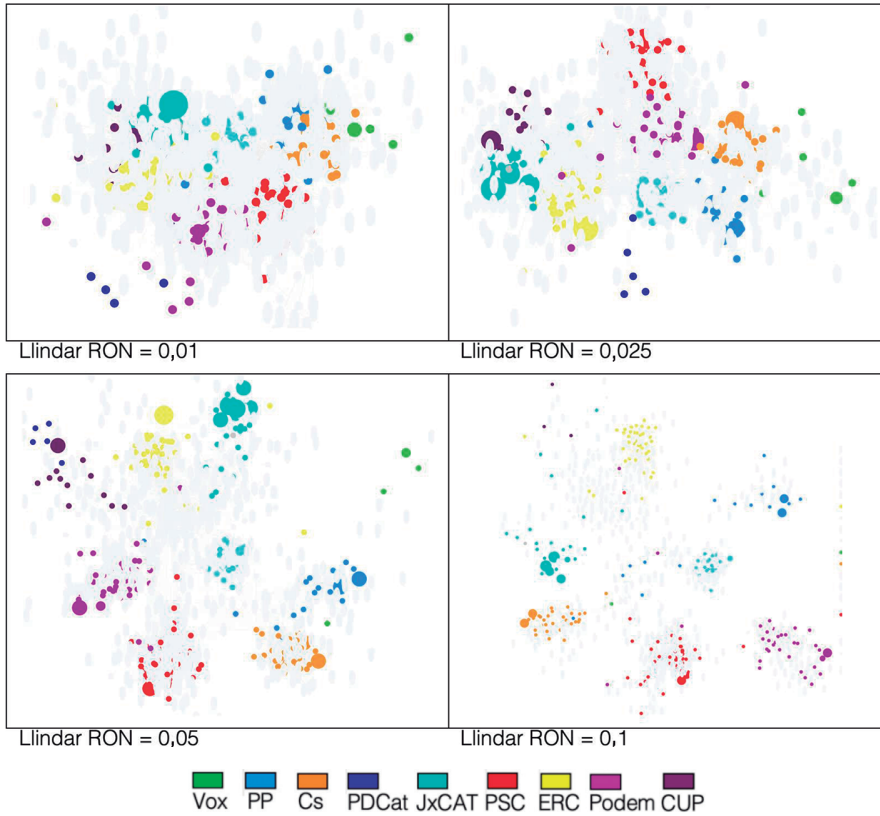 Llindar RON = 0,01
Llindar RON = 0,025
Llindar RON = 0,05
Llindar RON = 0,1
Vox PP Cs PDCat JxCAT PSC ERC Podem CUP